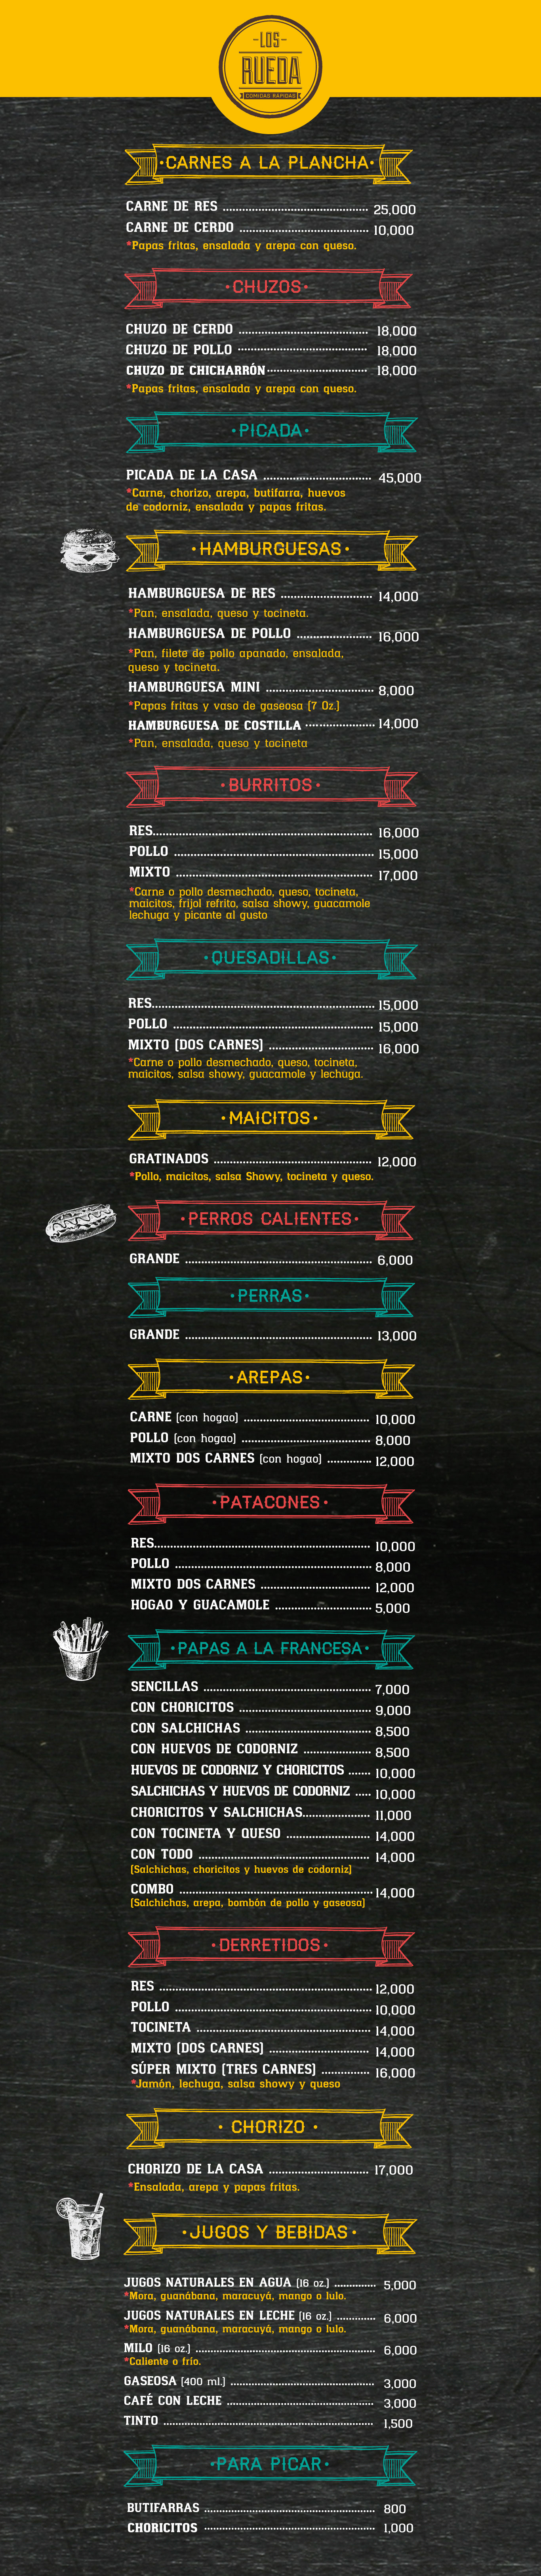 -LOS-
RUEDA
COMIDAS RÁPIDAS
·CARNES A LA PLANCHA·
CARNE DE RES 25,000
CARNE DE CERDO 10,000
*Papas fritas, ensalada y arepa con queso.
·CHUZOS·
CHUZO DE CERDO 18,000
CHUZO DE POLLO 18,000
CHUZO DE CHICHARRÓN 18,000
*Papas fritas, ensalada y arepa con queso.
·PICADA·
PICADA DE LA CASA 45,000
*Carne, chorizo, arepa, butifarra, huevos
de codorniz, ensalada y papas fritas.
·HAMBURGUESAS·
HAMBURGUESA DE RES 14,000
*Pan, ensalada, queso y tocineta.
HAMBURGUESA DE POLLO 16,000
*Pan, filete de pollo apanado, ensalada,
queso y tocineta.
HAMBURGUESA MINI 8,000
*Papas fritas y vaso de gaseosa (7 Oz.)
HAMBURGUESA DE COSTILLA 14,000
*Pan, ensalada, queso y tocineta
·BURRITOS·
RES 16,000
POLLO 15,000
MIXTO 17,000
*Carne o pollo desmechado, queso, tocineta,
maicitos, frijol refrito, salsa showy, guacamole
lechuga y picante al gusto
·QUESADILLAS·
RES 15,000
POLLO 15,000
MIXTO (DOS CARNES) 16,000
*Carne o pollo desmechado, queso, tocineta,
maicitos, salsa showy, guacamole y lechuga.
·MAICITOS·
GRATINADOS 12,000
*Pollo, maicitos, salsa Showy, tocineta y queso.
·PERROS CALIENTES·
GRANDE 6,000
·PERRAS·
GRANDE 13,000
·AREPAS·
CARNE (con hogao) 10,000
POLLO (con hogao) 8,000
MIXTO DOS CARNES (con hogao) 12,000
·PATACONES·
RES 10,000
POLLO 8,000
MIXTO DOS CARNES 12,000
HOGAO Y GUACAMOLE 5,000
·PAPAS A LA FRANCESA·
SENCILLAS 7,000
CON CHORICITOS 9,000
CON SALCHICHAS 8,500
CON HUEVOS DE CODORNIZ 8,500
HUEVOS DE CODORNIZ Y CHORICITOS 10,000
SALCHICHAS Y HUEVOS DE CODORNIZ 10,000
CHORICITOS Y SALCHICHAS 11,000
CON TOCINETA Y QUESO 14,000
CON TODO 14,000
(Salchichas, choricitos y huevos de codorniz)
COMBO 14,000
(Salchichas, arepa, bombón de pollo y gaseosa)
·DERRETIDOS·
RES 12,000
POLLO 10,000
TOCINETA 14,000
MIXTO (DOS CARNES) 14,000
SÚPER MIXTO (TRES CARNES) 16,000
*Jamón, lechuga, salsa showy y queso
· CHORIZO ·
CHORIZO DE LA CASA 17,000
*Ensalada, arepa y papas fritas.
·JUGOS Y BEBIDAS·
JUGOS NATURALES EN AGUA (16 oz.) 5,000
*Mora, guanábana, maracuyá, mango o lulo.
JUGOS NATURALES EN LECHE (16 oz.) 6,000
*Mora, guanábana, maracuyá, mango o lulo.
MILO (16 oz.) 6,000
*Caliente o frío.
GASEOSA (400 ml.) 3,000
CAFÉ CON LECHE 3,000
TINTO 1,500
·PARA PICAR·
BUTIFARRAS 800
CHORICITOS 1,000